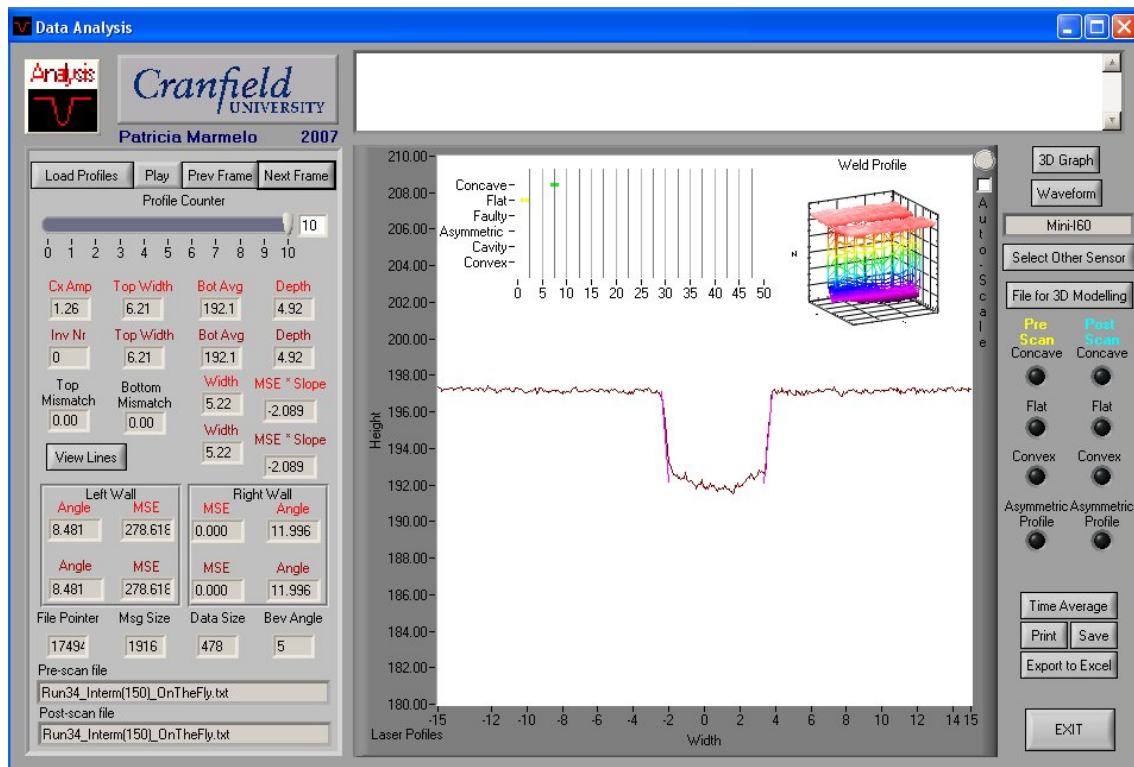 Data Analysis
Analysis
Cranfield
UNIVERSITY
Patricia Marmelo 2007
Load Profiles Play Prev Frame Next Frame
Profile Counter
10
0 1 2 3 4 5 6 7 8 9 10
Cx Amp Top Width Bot Avg Depth
1.26 6.21 192.1 4.92
Inv Nr Top Width Bot Avg Depth
0 6.21 192.1 4.92
Top Mismatch Bottom Mismatch Width MSE * Slope
0.00 0.00 5.22 -2.089
Width MSE * Slope
5.22 -2.089
View Lines
Left Wall Right Wall
Angle MSE MSE Angle
8.481 278.618 0.000 11.996
Angle MSE MSE Angle
8.481 278.618 0.000 11.996
File Pointer Msg Size Data Size Bev Angle
17494 1916 478 5
Pre-scan file
Run34_Interm(150)_OnTheFly.txt
Post-scan file
Run34_Interm(150)_OnTheFly.txt
210.00
208.00
206.00
204.00
202.00
200.00
198.00
196.00
194.00
192.00
190.00
188.00
186.00
184.00
182.00
180.00
Height
-15 -12 -10 -8 -6 -4 -2 0 2 4 6 8 10 12 14 15
Laser Pofiles
Width
Concave
Flat
Faulty
Asymmetric
Cavity
Convex
0 5 10 15 20 25 30 35 40 45 50
Weld Profile
N
Auto-Scale
3D Graph
Waveform
Mini-I60
Select Other Sensor
File for 3D Modelling
Pre Scan Post Scan
Concave Concave
Flat Flat
Convex Convex
Asymmetric Profile Asymmetric Profile
Time Average
Print Save
Export to Excel
EXIT